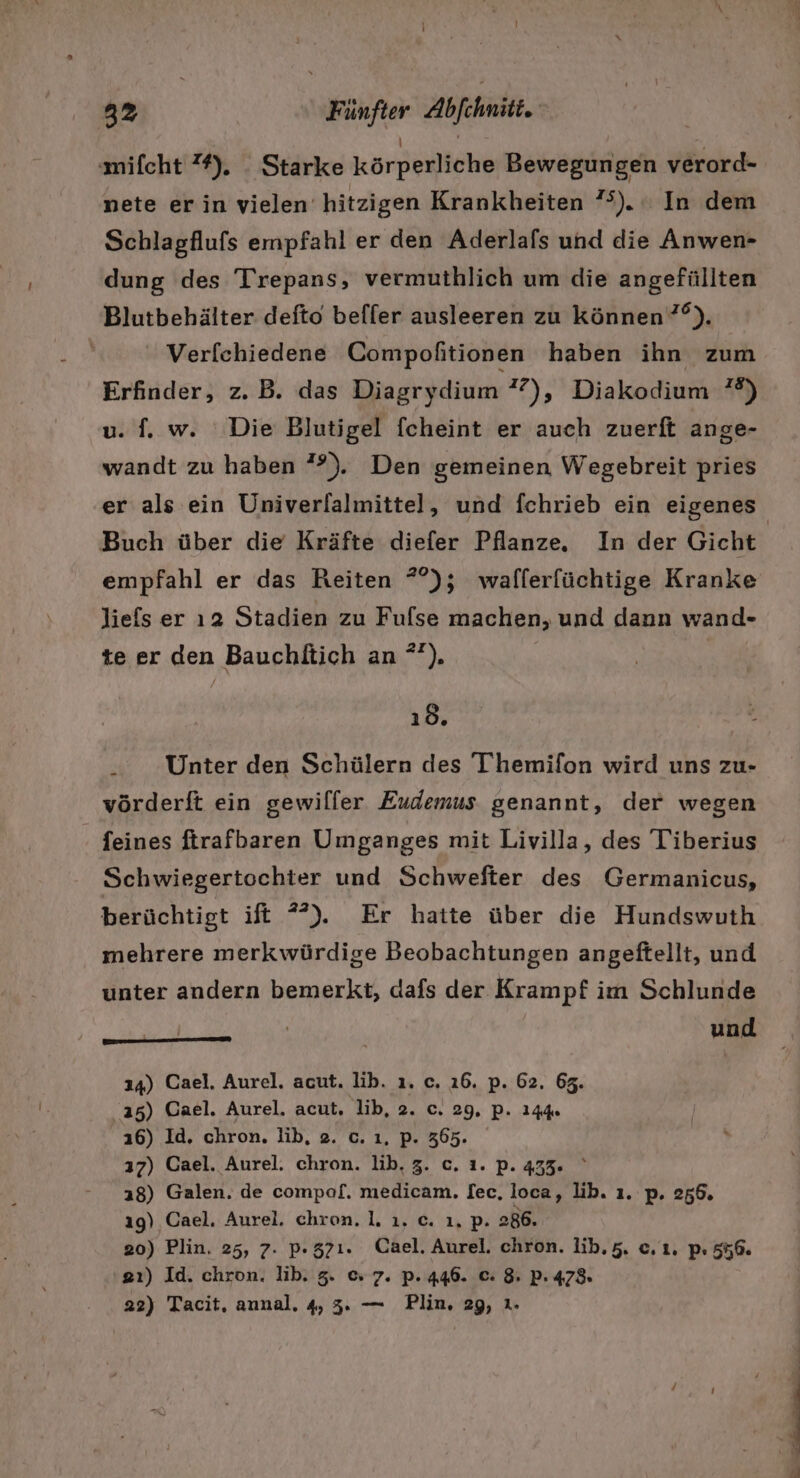 32 Fünfter Abſchnitt.
miſcht ¹⁴). Starke körperliche Bewegungen verord-
nete er in vielen hitzigen Krankheiten ¹⁵). In dem
Schlagfluſs empfahl er den Aderlaſs und die Anwen-
dung des Trepans, vermuthlich um die angefüllten
Blutbehälter deſto beſſer ausleeren zu können ¹⁶).
Verſchiedene Compoſitionen haben ihn zum
Erfinder, z. B. das Diagrydium ¹⁷), Diakodium ¹⁸)
u. ſ. w. Die Blutigel ſcheint er auch zuerſt ange-
wandt zu haben ¹⁹). Den gemeinen Wegebreit pries
er als ein Univerſalmittel, und ſchrieb ein eigenes
Buch über die Kräfte dieſer Pflanze. In der Gicht
empfahl er das Reiten ²⁰); waſſerſüchtige Kranke
lieſs er 12 Stadien zu Fuſse machen, und dann wand-
te er den Bauchſtich an ²¹).
18.
Unter den Schülern des Themiſon wird uns zu-
vörderſt ein gewiſſer Eudemus genannt, der wegen
ſeines ſtrafbaren Umganges mit Livilla, des Tiberius
Schwiegertochter und Schweſter des Germanicus,
berüchtigt iſt ²²). Er hatte über die Hundswuth
mehrere merkwürdige Beobachtungen angeſtellt, und
unter andern bemerkt, daſs der Krampf im Schlunde
und
14) Cael. Aurel. acut. lib. 1. c. 16. p. 62. 63.
15) Cael. Aurel. acut. lib. 2. c. 29. p. 144.
16) Id. chron. lib. 2. c. 1. p. 365.
17) Cael. Aurel. chron. lib. 3. c. 1. p. 433.
18) Galen. de compoſ. medicam. ſec. loca, lib. 1. p. 256.
19) Cael. Aurel. chron. l. 1. c. 1. p. 286.
20) Plin. 25, 7. p. 371. Cael. Aurel. chron. lib. 5. c. 1. p. 556.
21) Id. chron. lib. 3. c. 7. p. 446. c. 8. p. 478.
22) Tacit. annal. 4, 3. — Plin. 29, 1.